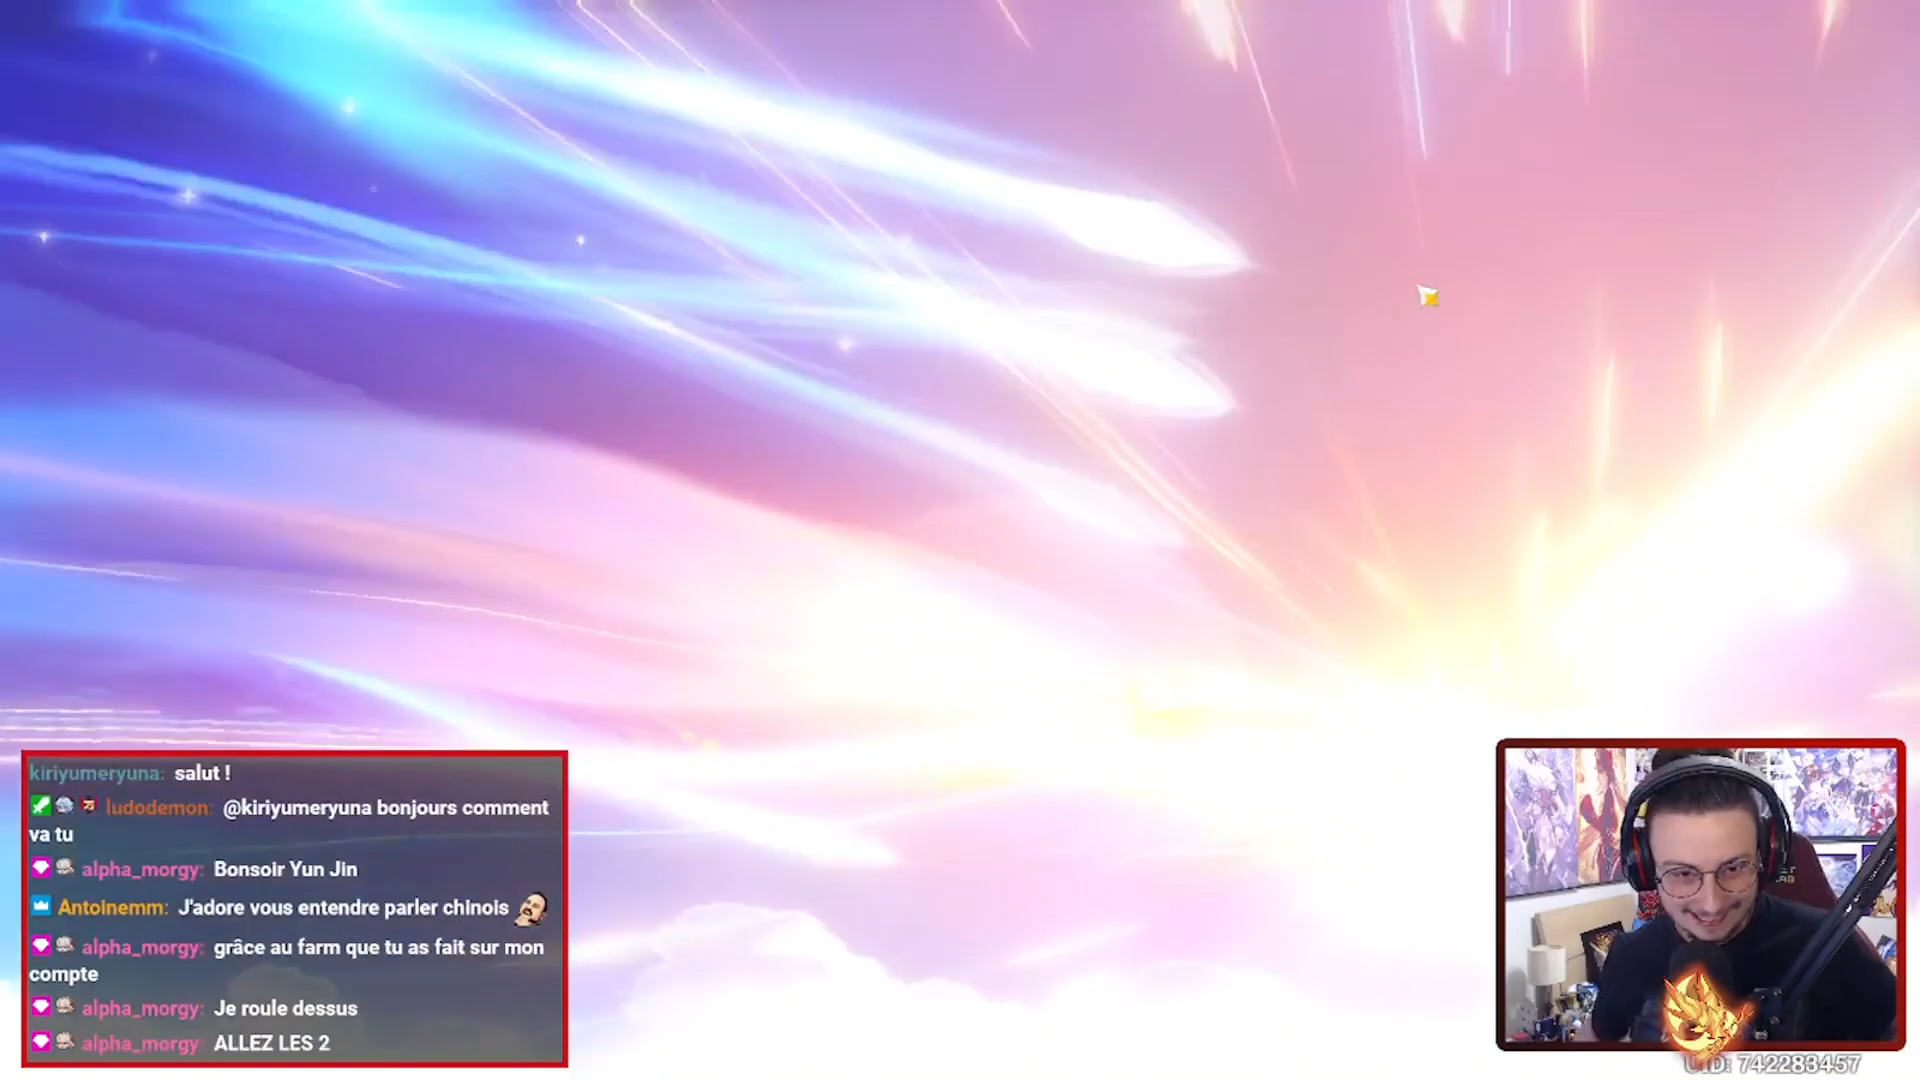 kiriyumeryuna: salut !
ludodemon: @kiriyumeryuna bonjours comment
va tu
alpha_morgy: Bonsoir Yun Jin
Antoinemm: J'adore vous entendre parler chinois
alpha_morgy: grâce au farm que tu as fait sur mon
compte
alpha_morgy: Je roule dessus
alpha_morgy: ALLEZ LES 2
UID: 742283457